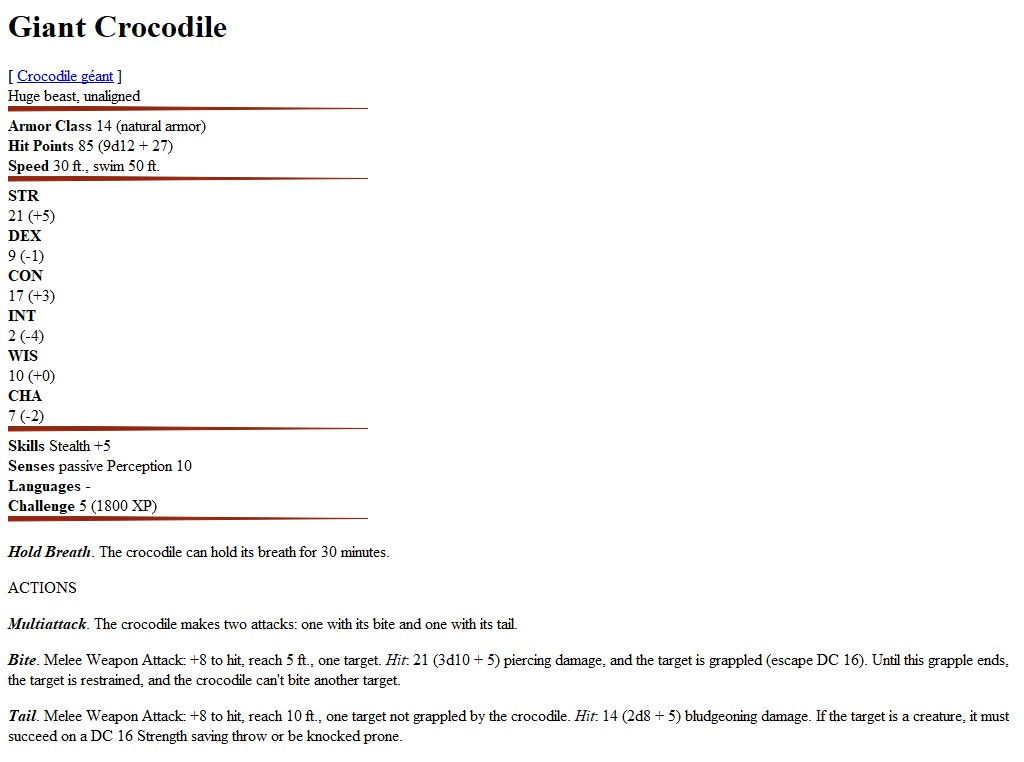 Giant Crocodile
[ Crocodile géant ]
Huge beast, unaligned
Armor Class 14 (natural armor)
Hit Points 85 (9d12 + 27)
Speed 30 ft., swim 50 ft.
STR
21 (+5)
DEX
9 (-1)
CON
17 (+3)
INT
2 (-4)
WIS
10 (+0)
CHA
7 (-2)
Skills Stealth +5
Senses passive Perception 10
Languages -
Challenge 5 (1800 XP)
Hold Breath. The crocodile can hold its breath for 30 minutes.
ACTIONS
Multiattack. The crocodile makes two attacks: one with its bite and one with its tail.
Bite. Melee Weapon Attack: +8 to hit, reach 5 ft., one target. Hit: 21 (3d10 + 5) piercing damage, and the target is grappled (escape DC 16). Until this grapple ends,
the target is restrained, and the crocodile can't bite another target.
Tail. Melee Weapon Attack: +8 to hit, reach 10 ft., one target not grappled by the crocodile. Hit: 14 (2d8 + 5) bludgeoning damage. If the target is a creature, it must
succeed on a DC 16 Strength saving throw or be knocked prone.